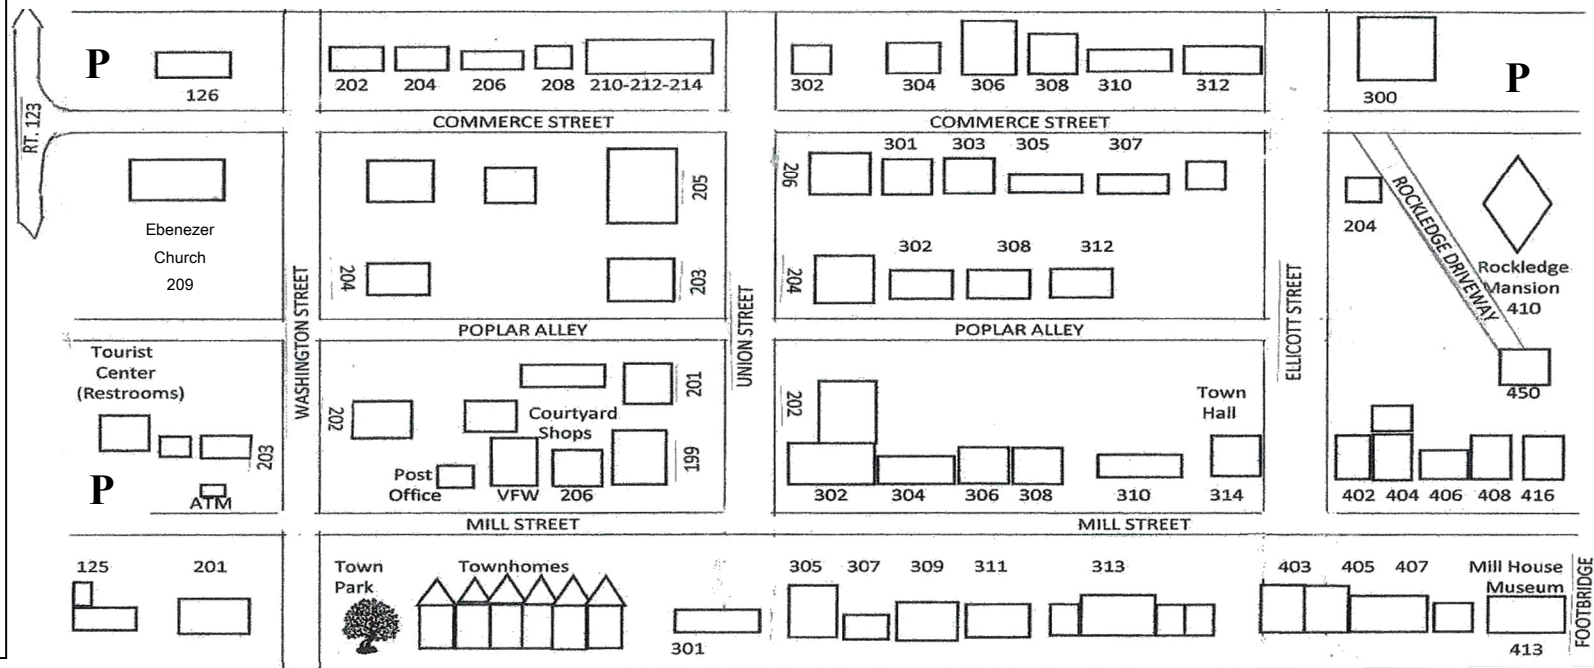 P
126
202 204 206 208 210-212-214
302 304 306 308 310 312
300
P
RT. 123
COMMERCE STREET
COMMERCE STREET
Ebenezer
Church
209
205
206
301 303 305 307
204
ROCKLEDGE DRIVEWAY
Rockledge
Mansion
410
204
203
204
302 308 312
WASHINGTON STREET
UNION STREET
ELLICOTT STREET
POPLAR ALLEY
POPLAR ALLEY
Tourist
Center
(Restrooms)
203
P
ATM
202
201
Courtyard
Shops
199
Post
Office
VFW
206
202
Town
Hall
302 304 306 308 310 314
450
402 404 406 408 416
MILL STREET
MILL STREET
125 201
Town
Park
Townhomes
301
305 307 309 311 313
403 405 407
Mill House
Museum
413
FOOTBRIDGE